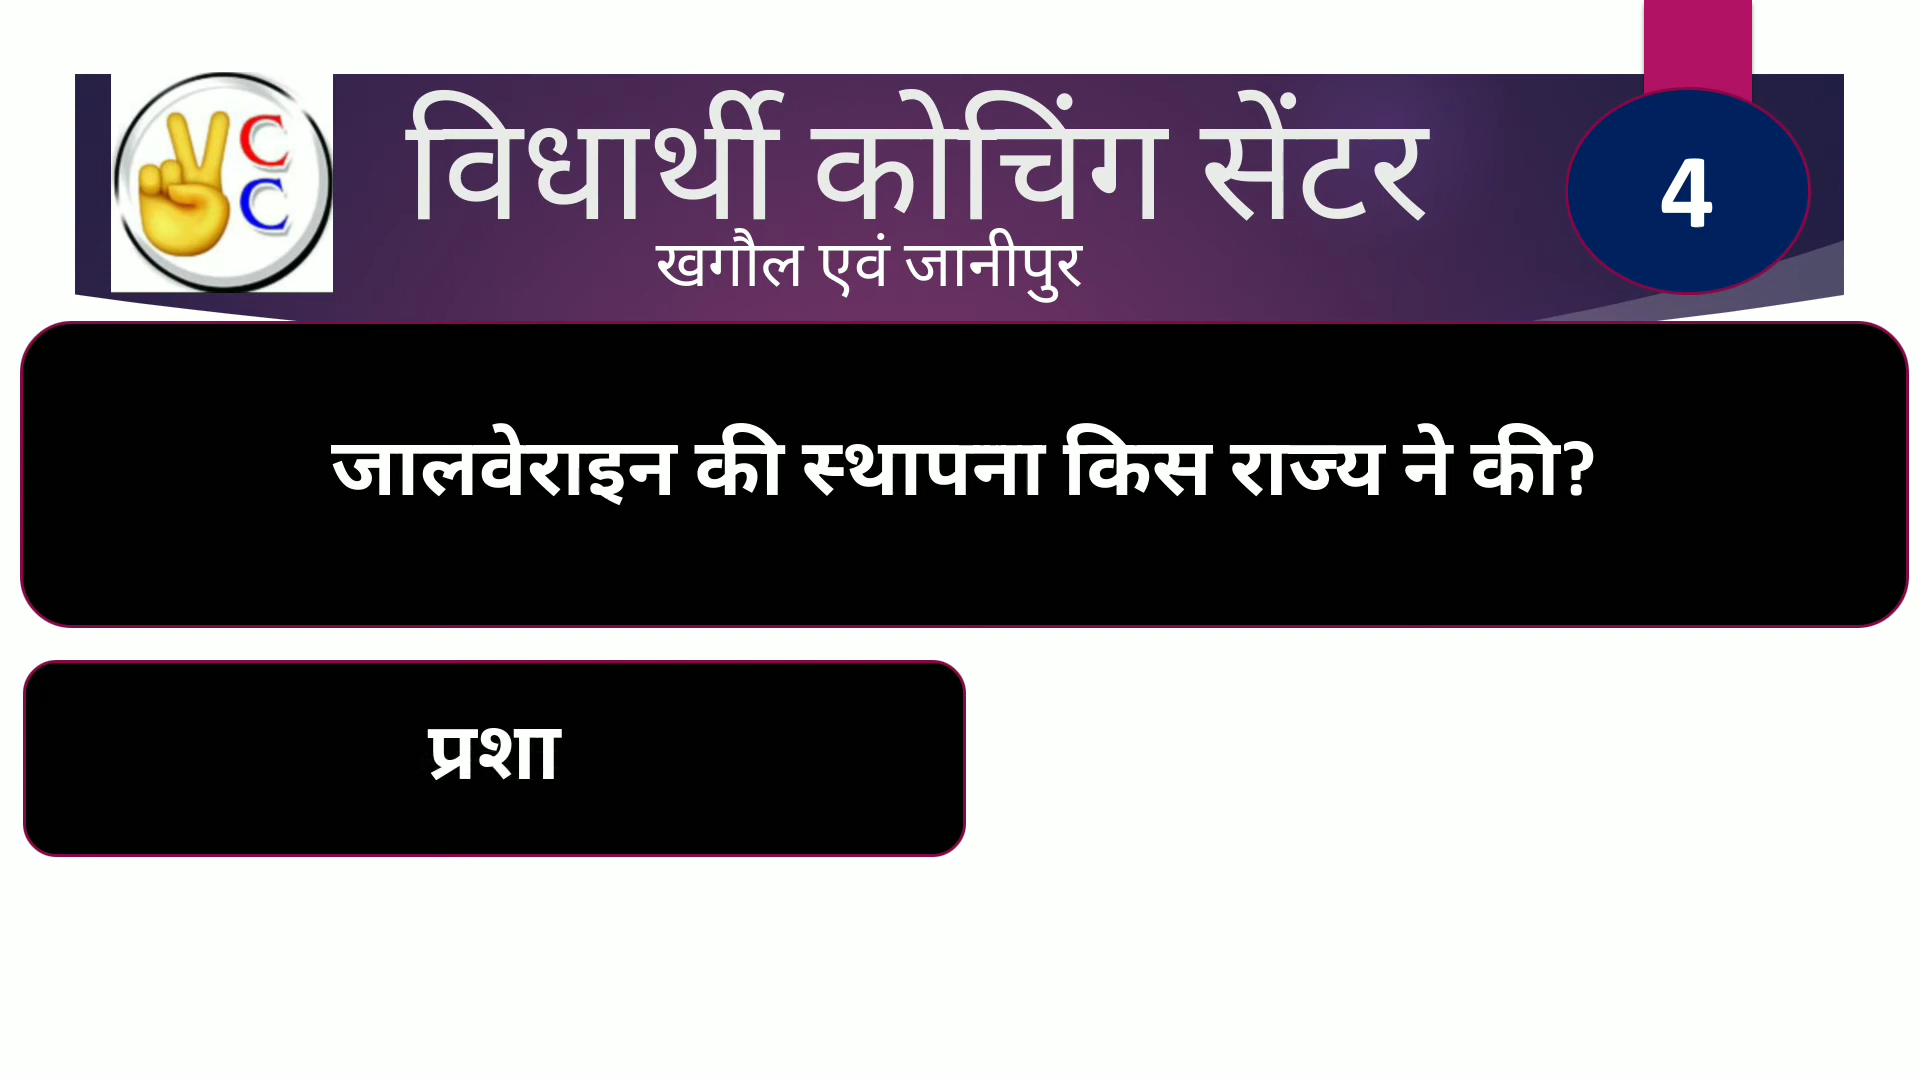 C
C
विधार्थी कोचिंग सेंटर
खगौल एवं जानीपुर
4
जालवेराइन की स्थापना किस राज्य ने की?
प्रशा